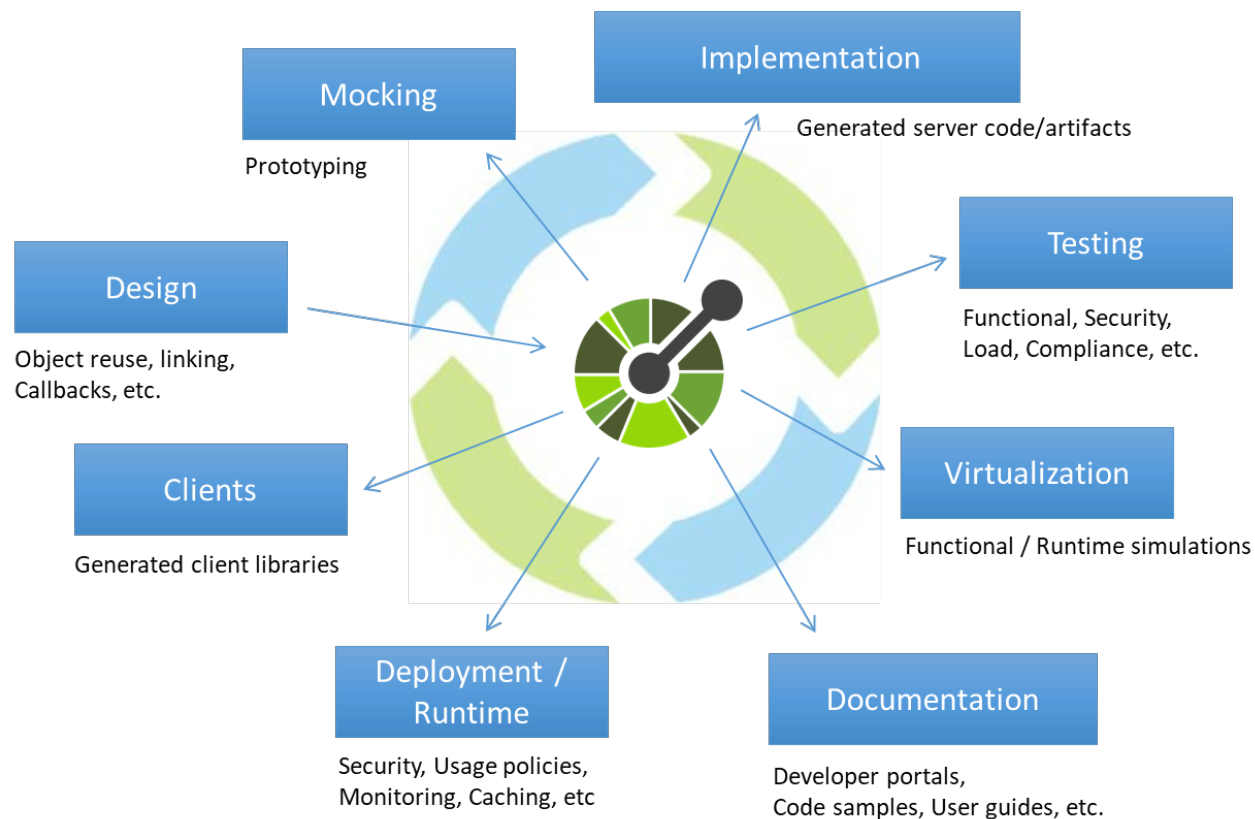 Implementation
Generated server code/artifacts
Mocking
Prototyping
Testing
Functional, Security,
Load, Compliance, etc.
Design
Object reuse, linking,
Callbacks, etc.
Virtualization
Functional / Runtime simulations
Clients
Generated client libraries
Deployment /
Runtime
Security, Usage policies,
Monitoring, Caching, etc
Documentation
Developer portals,
Code samples, User guides, etc.